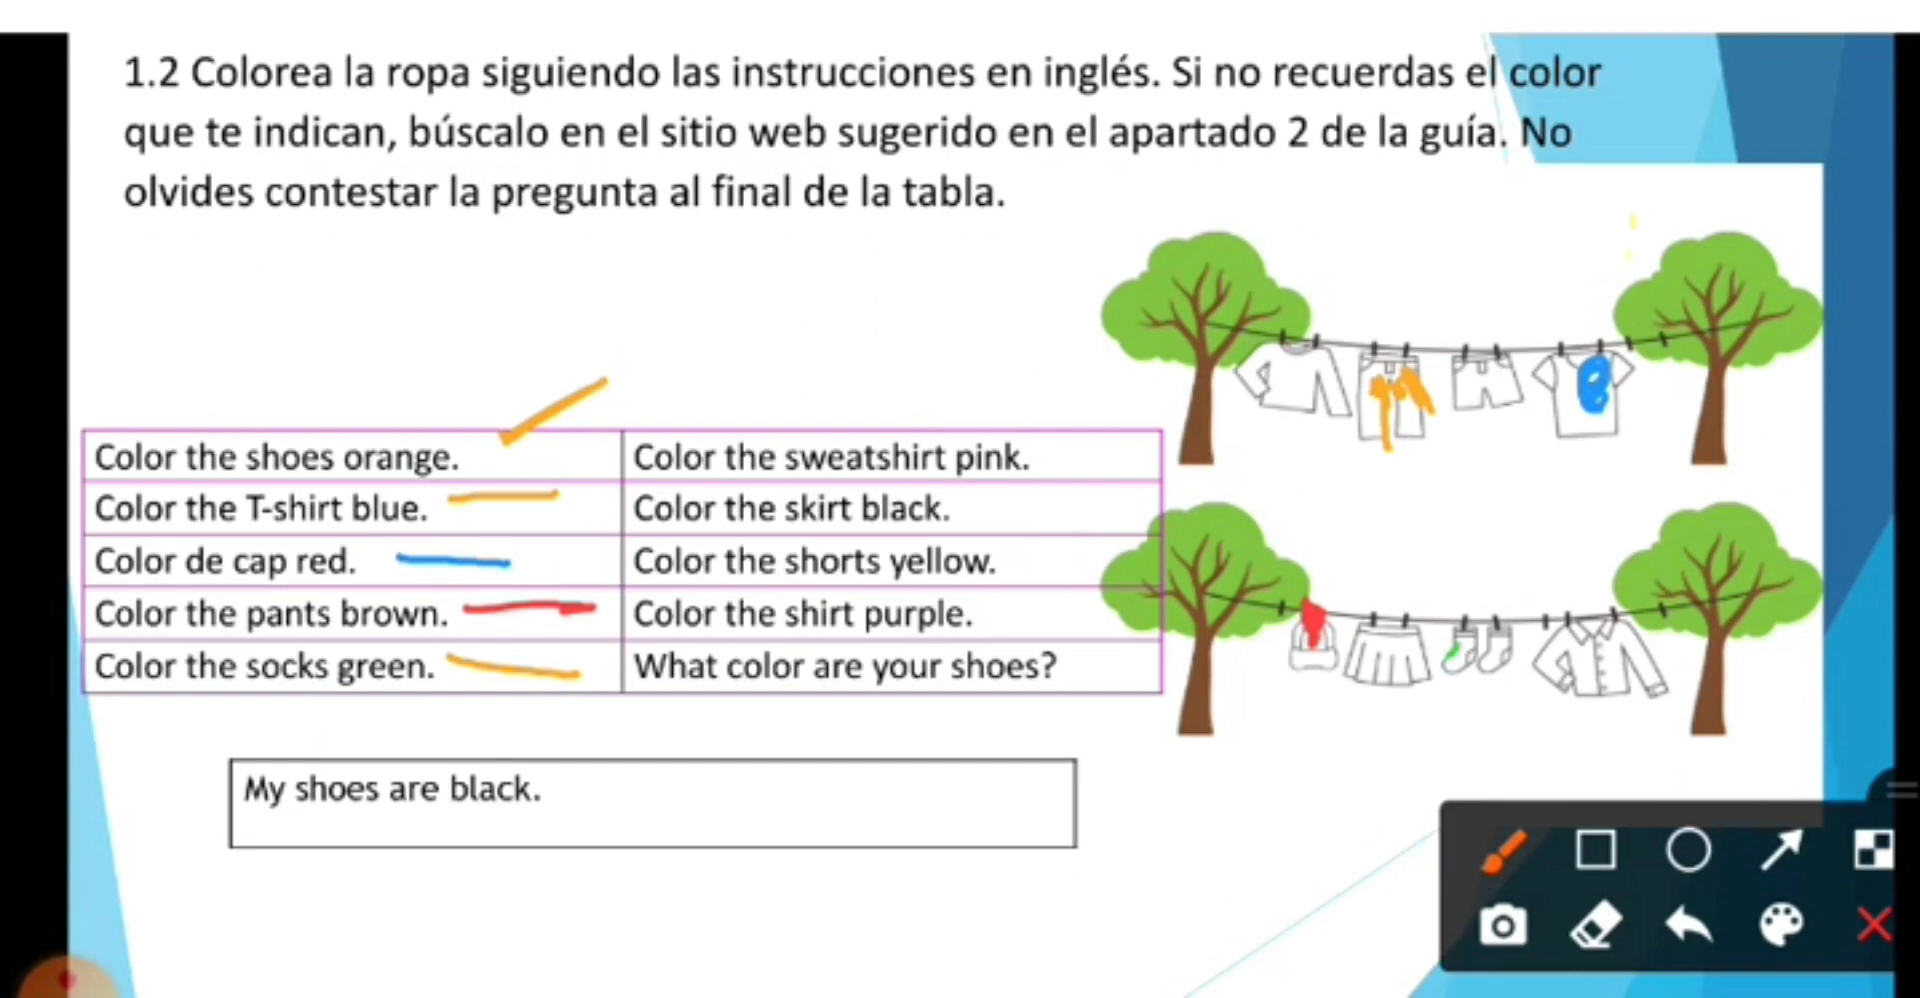 1.2 Colorea la ropa siguiendo las instrucciones en inglés. Si no recuerdas el color
que te indican, búscalo en el sitio web sugerido en el apartado 2 de la guía. No
olvides contestar la pregunta al final de la tabla.
Color the shoes orange.
Color the sweatshirt pink.
Color the T-shirt blue.
Color the skirt black.
Color de cap red.
Color the shorts yellow.
Color the pants brown.
Color the shirt purple.
Color the socks green.
What color are your shoes?
My shoes are black.